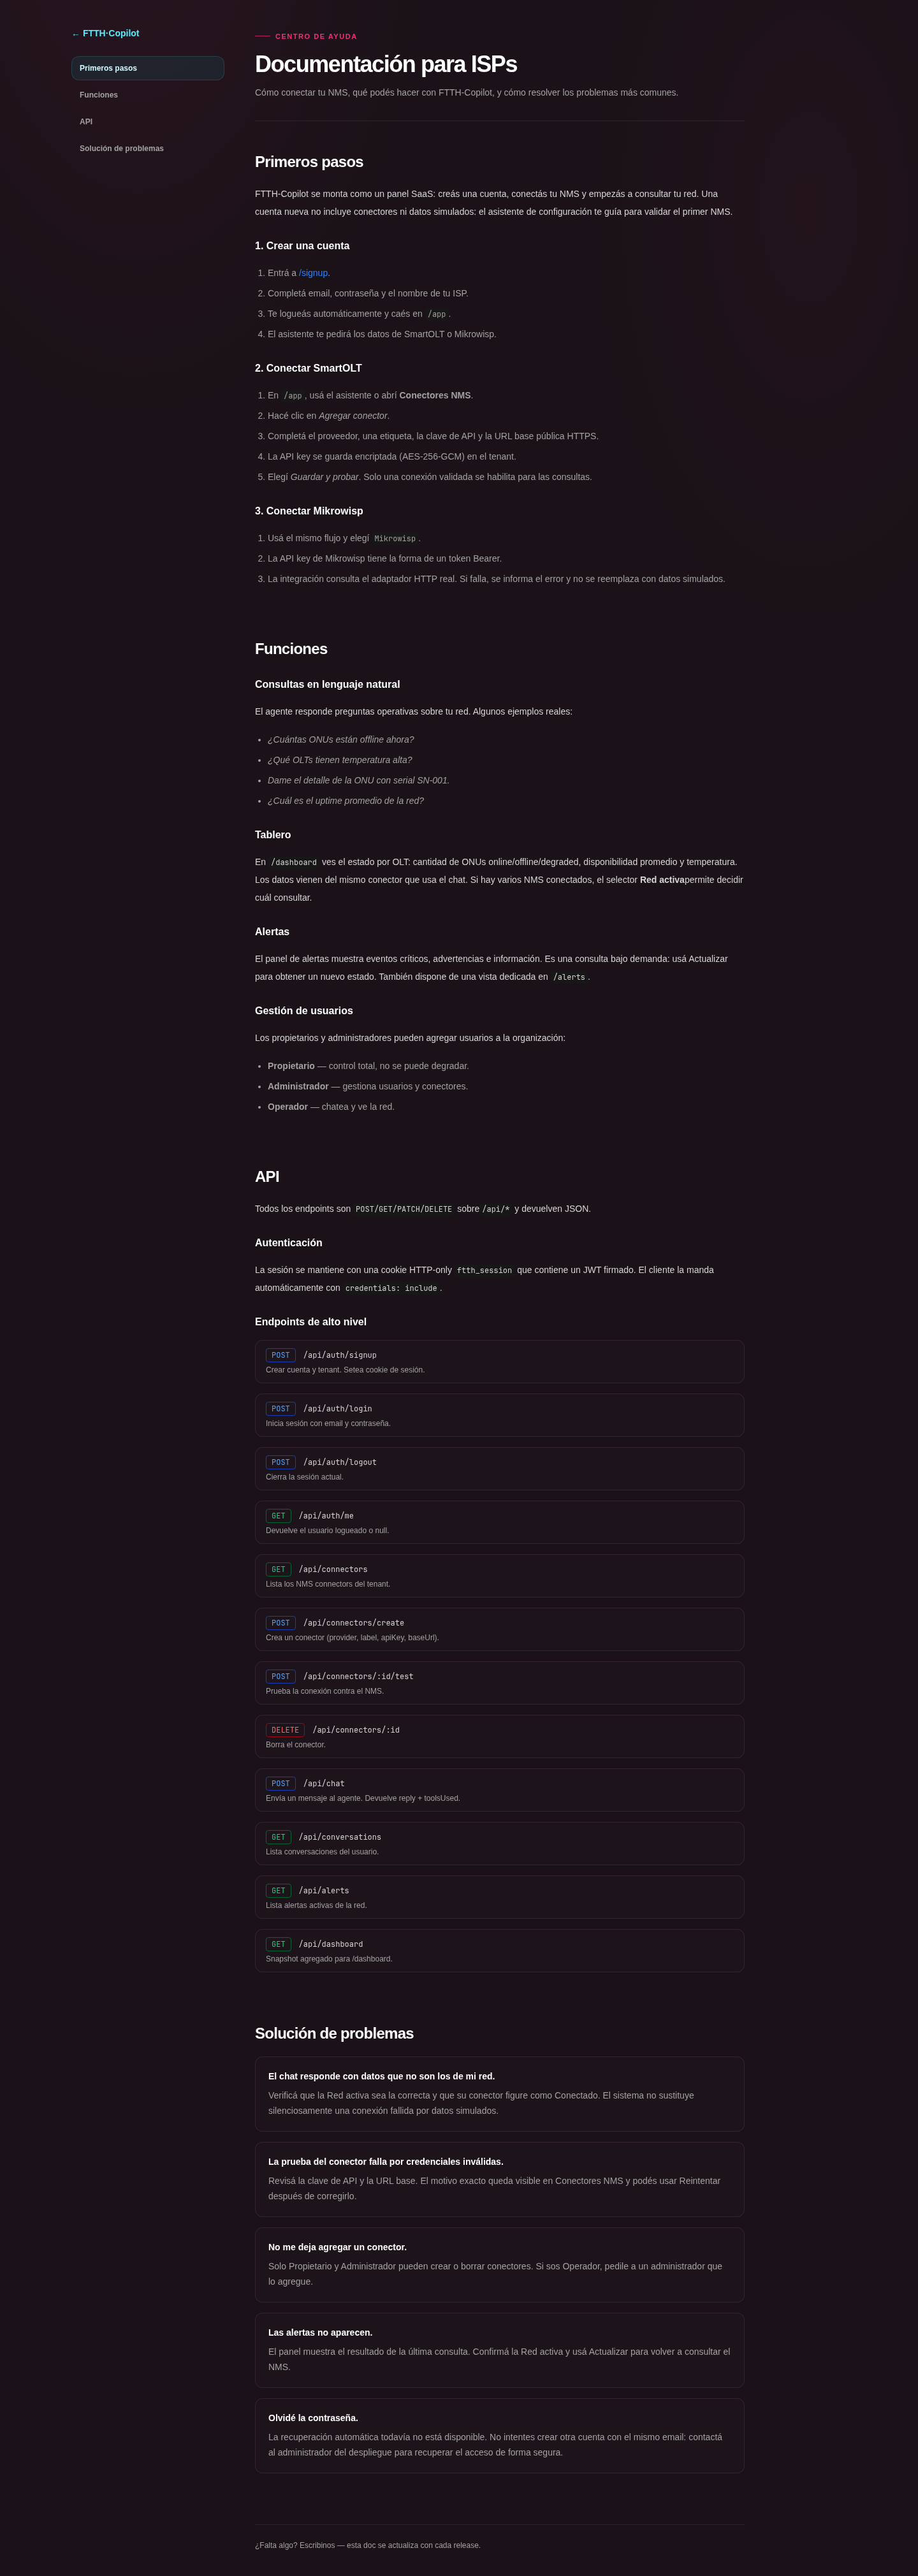 ← FTTH-Copilot
Primeros pasos
Funciones
API
Solución de problemas
CENTRO DE AYUDA
Documentación para ISPs
Cómo conectar tu NMS, qué podés hacer con FTTH-Copilot, y cómo resolver los problemas más comunes.
Primeros pasos
FTTH-Copilot se monta como un panel SaaS: creás una cuenta, conectás tu NMS y empezás a consultar tu red. Una
cuenta nueva no incluye conectores ni datos simulados: el asistente de configuración te guía para validar el primer NMS.
1. Crear una cuenta
1. Entrá a /signup.
2. Completá email, contraseña y el nombre de tu ISP.
3. Te logueás automáticamente y caés en /app.
4. El asistente te pedirá los datos de SmartOLT o Mikrowisp.
2. Conectar SmartOLT
1. En /app, usá el asistente o abrí Conectores NMS.
2. Hacé clic en Agregar conector.
3. Completá el proveedor, una etiqueta, la clave de API y la URL base pública HTTPS.
4. La API key se guarda encriptada (AES-256-GCM) en el tenant.
5. Elegí Guardar y probar. Solo una conexión validada se habilita para las consultas.
3. Conectar Mikrowisp
1. Usá el mismo flujo y elegí Mikrowisp.
2. La API key de Mikrowisp tiene la forma de un token Bearer.
3. La integración consulta el adaptador HTTP real. Si falla, se informa el error y no se reemplaza con datos simulados.
Funciones
Consultas en lenguaje natural
El agente responde preguntas operativas sobre tu red. Algunos ejemplos reales:
• ¿Cuántas ONUs están offline ahora?
• ¿Qué OLTs tienen temperatura alta?
• Dame el detalle de la ONU con serial SN-001.
• ¿Cuál es el uptime promedio de la red?
Tablero
En /dashboard ves el estado por OLT: cantidad de ONUs online/offline/degraded, disponibilidad promedio y temperatura.
Los datos vienen del mismo conector que usa el chat. Si hay varios NMS conectados, el selector Red activapermite decidir
cuál consultar.
Alertas
El panel de alertas muestra eventos críticos, advertencias e información. Es una consulta bajo demanda: usá Actualizar
para obtener un nuevo estado. También dispone de una vista dedicada en /alerts.
Gestión de usuarios
Los propietarios y administradores pueden agregar usuarios a la organización:
• Propietario — control total, no se puede degradar.
• Administrador — gestiona usuarios y conectores.
• Operador — chatea y ve la red.
API
Todos los endpoints son POST/GET/PATCH/DELETE sobre /api/* y devuelven JSON.
Autenticación
La sesión se mantiene con una cookie HTTP-only ftth_session que contiene un JWT firmado. El cliente la manda
automáticamente con credentials: include.
Endpoints de alto nivel
POST /api/auth/signup
Crear cuenta y tenant. Setea cookie de sesión.
POST /api/auth/login
Inicia sesión con email y contraseña.
POST /api/auth/logout
Cierra la sesión actual.
GET /api/auth/me
Devuelve el usuario logueado o null.
GET /api/connectors
Lista los NMS connectors del tenant.
POST /api/connectors/create
Crea un conector (provider, label, apiKey, baseUrl).
POST /api/connectors/:id/test
Prueba la conexión contra el NMS.
DELETE /api/connectors/:id
Borra el conector.
POST /api/chat
Envía un mensaje al agente. Devuelve reply + toolsUsed.
GET /api/conversations
Lista conversaciones del usuario.
GET /api/alerts
Lista alertas activas de la red.
GET /api/dashboard
Snapshot agregado para /dashboard.
Solución de problemas
El chat responde con datos que no son los de mi red.
Verificá que la Red activa sea la correcta y que su conector figure como Conectado. El sistema no sustituye
silenciosamente una conexión fallida por datos simulados.
La prueba del conector falla por credenciales inválidas.
Revisá la clave de API y la URL base. El motivo exacto queda visible en Conectores NMS y podés usar Reintentar
después de corregirlo.
No me deja agregar un conector.
Solo Propietario y Administrador pueden crear o borrar conectores. Si sos Operador, pedile a un administrador que
lo agregue.
Las alertas no aparecen.
El panel muestra el resultado de la última consulta. Confirmá la Red activa y usá Actualizar para volver a consultar el
NMS.
Olvidé la contraseña.
La recuperación automática todavía no está disponible. No intentes crear otra cuenta con el mismo email: contactá
al administrador del despliegue para recuperar el acceso de forma segura.
¿Falta algo? Escribinos — esta doc se actualiza con cada release.